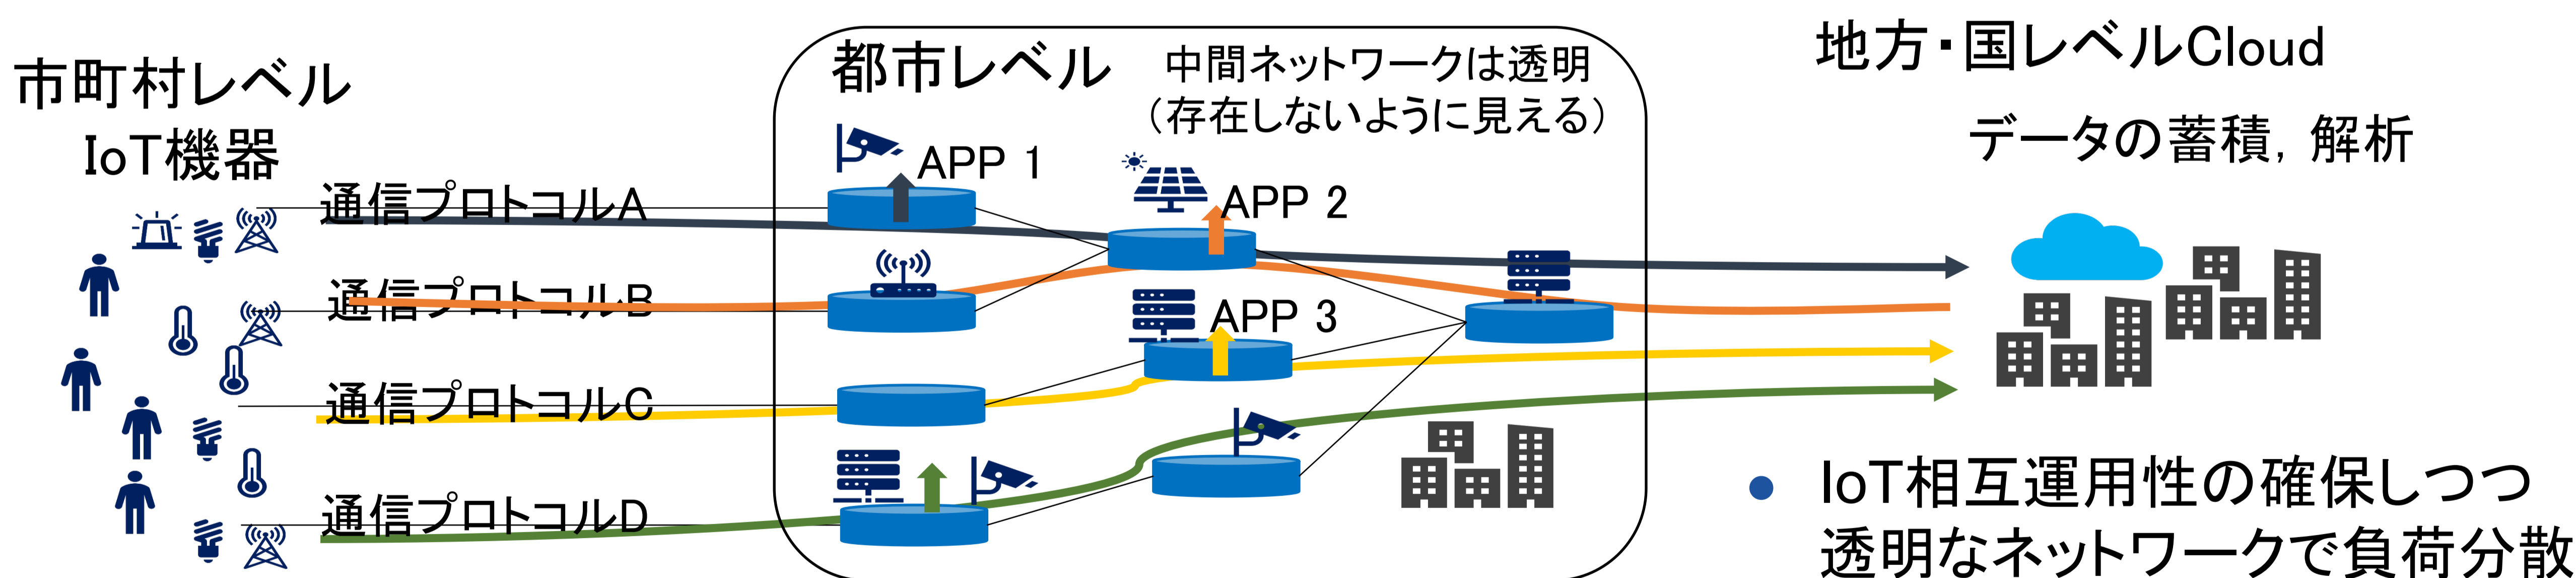 市町村レベル
IoT機器
通信プロトコルA
通信プロトコルB
通信プロトコルC
通信プロトコルD
都市レベル
中間ネットワークは透明
(存在しないように見える)
APP 1
APP 2
APP 3
地方・国レベルCloud
データの蓄積, 解析
● IoT相互運用性の確保しつつ
透明なネットワークで負荷分散